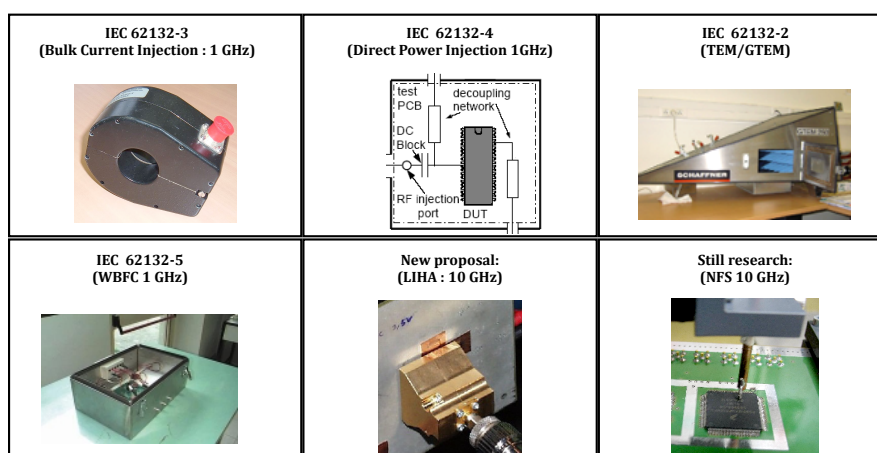 IEC 62132-3
(Bulk Current Injection : 1 GHz)
IEC 62132-4
(Direct Power Injection 1GHz)
test
PCB
decoupling
network
DC
Block
RF injection
port
DUT
IEC 62132-2
(TEM/GTEM)
SCHAFFNER
IEC 62132-5
(WBFC 1 GHz)
New proposal:
(LIHA : 10 GHz)
Still research:
(NFS 10 GHz)